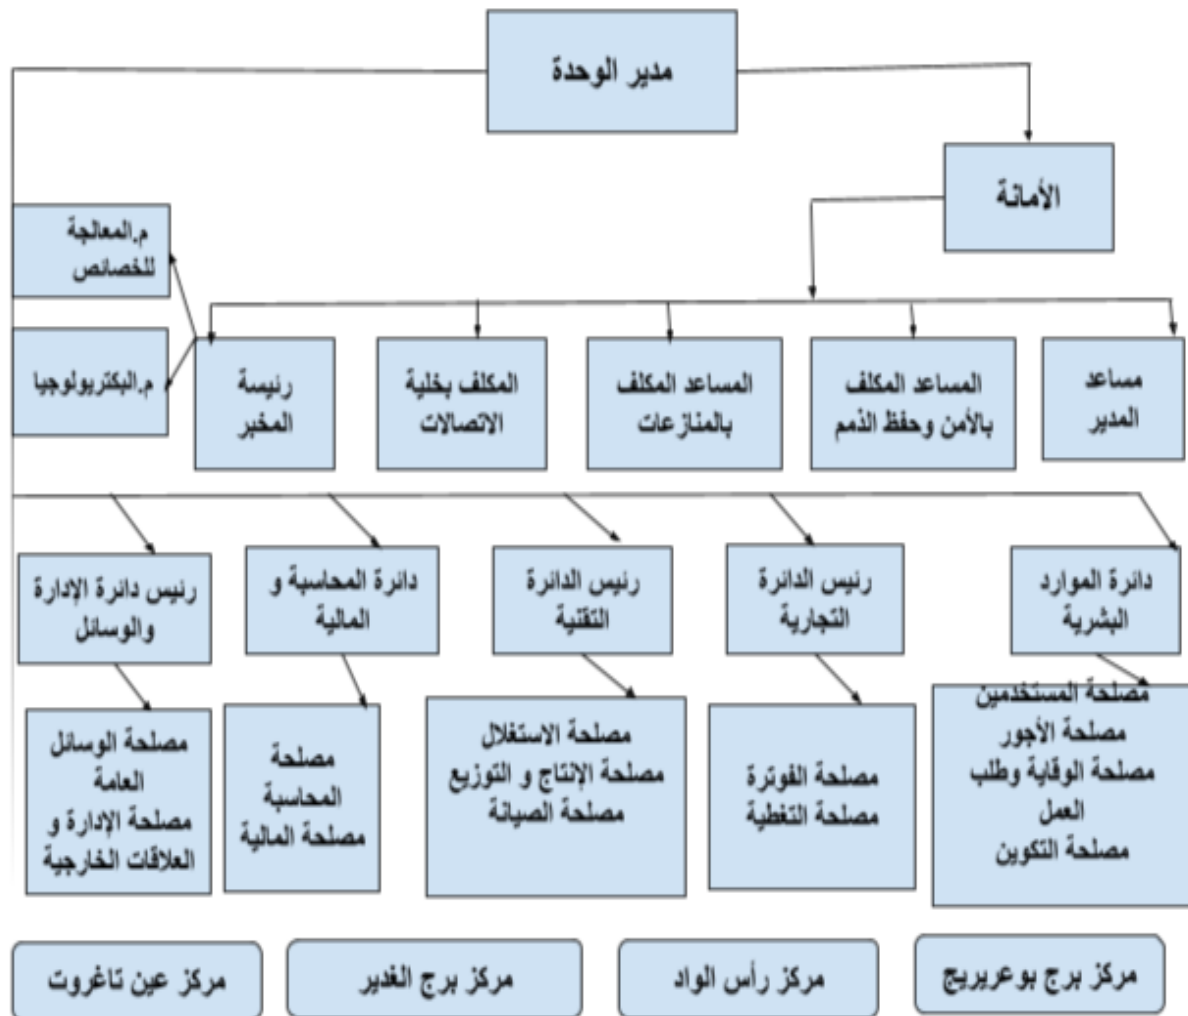 مدير الوحدة
الأمانة
م.المعالجة
للخصائص
م.البكتريولوجيا
مساعد
المدير
المساعد المكلف
بالأمن وحفظ الذمم
المساعد المكلف
بالمنازعات
المكلف بخلية
الاتصالات
رئيسة
المخبر
دائرة الموارد
البشرية
رئيس الدائرة
التجارية
رئيس الدائرة
التقنية
دائرة المحاسبة و
المالية
رئيس دائرة الإدارة
والوسائل
مصلحة المستخدمين
مصلحة الأجور
مصلحة الوقاية وطلب
العمل
مصلحة التكوين
مصلحة الفوترة
مصلحة التغطية
مصلحة الاستغلال
مصلحة الإنتاج و التوزيع
مصلحة الصيانة
مصلحة
المحاسبة
مصلحة المالية
مصلحة الوسائل
العامة
مصلحة الإدارة و
العلاقات الخارجية
مركز برج بوعريريج
مركز رأس الواد
مركز برج الغدير
مركز عين تاغروت